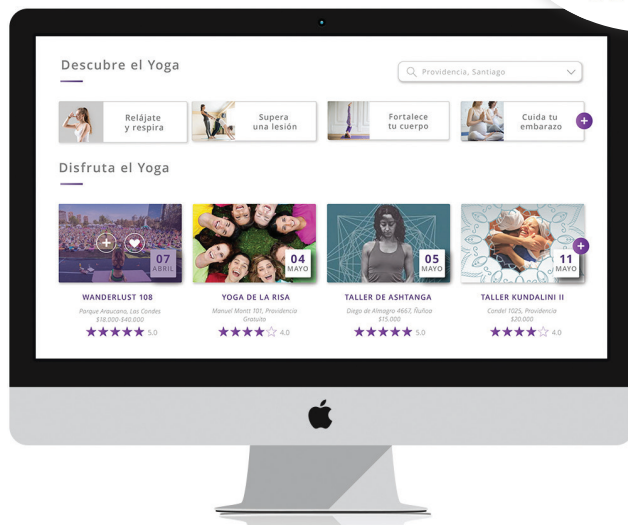 Descubre el Yoga
Providencia, Santiago
Relájate
y respira
Supera
una lesión
Fortalece
tu cuerpo
Cuida tu
embarazo
Disfruta el Yoga
07
ABRIL
04
MAYO
05
MAYO
11
MAYO
WANDERLUST 108
Parque Araucano, Las Condes
$18.000-$40.000
5.0
YOGA DE LA RISA
Manuel Montt 101, Providencia
Gratuito
4.0
TALLER DE ASHTANGA
Diego de Almagro 4667, Ñuñoa
$15.000
5.0
TALLER KUNDALINI II
Condel 1025, Providencia
$20.000
4.0